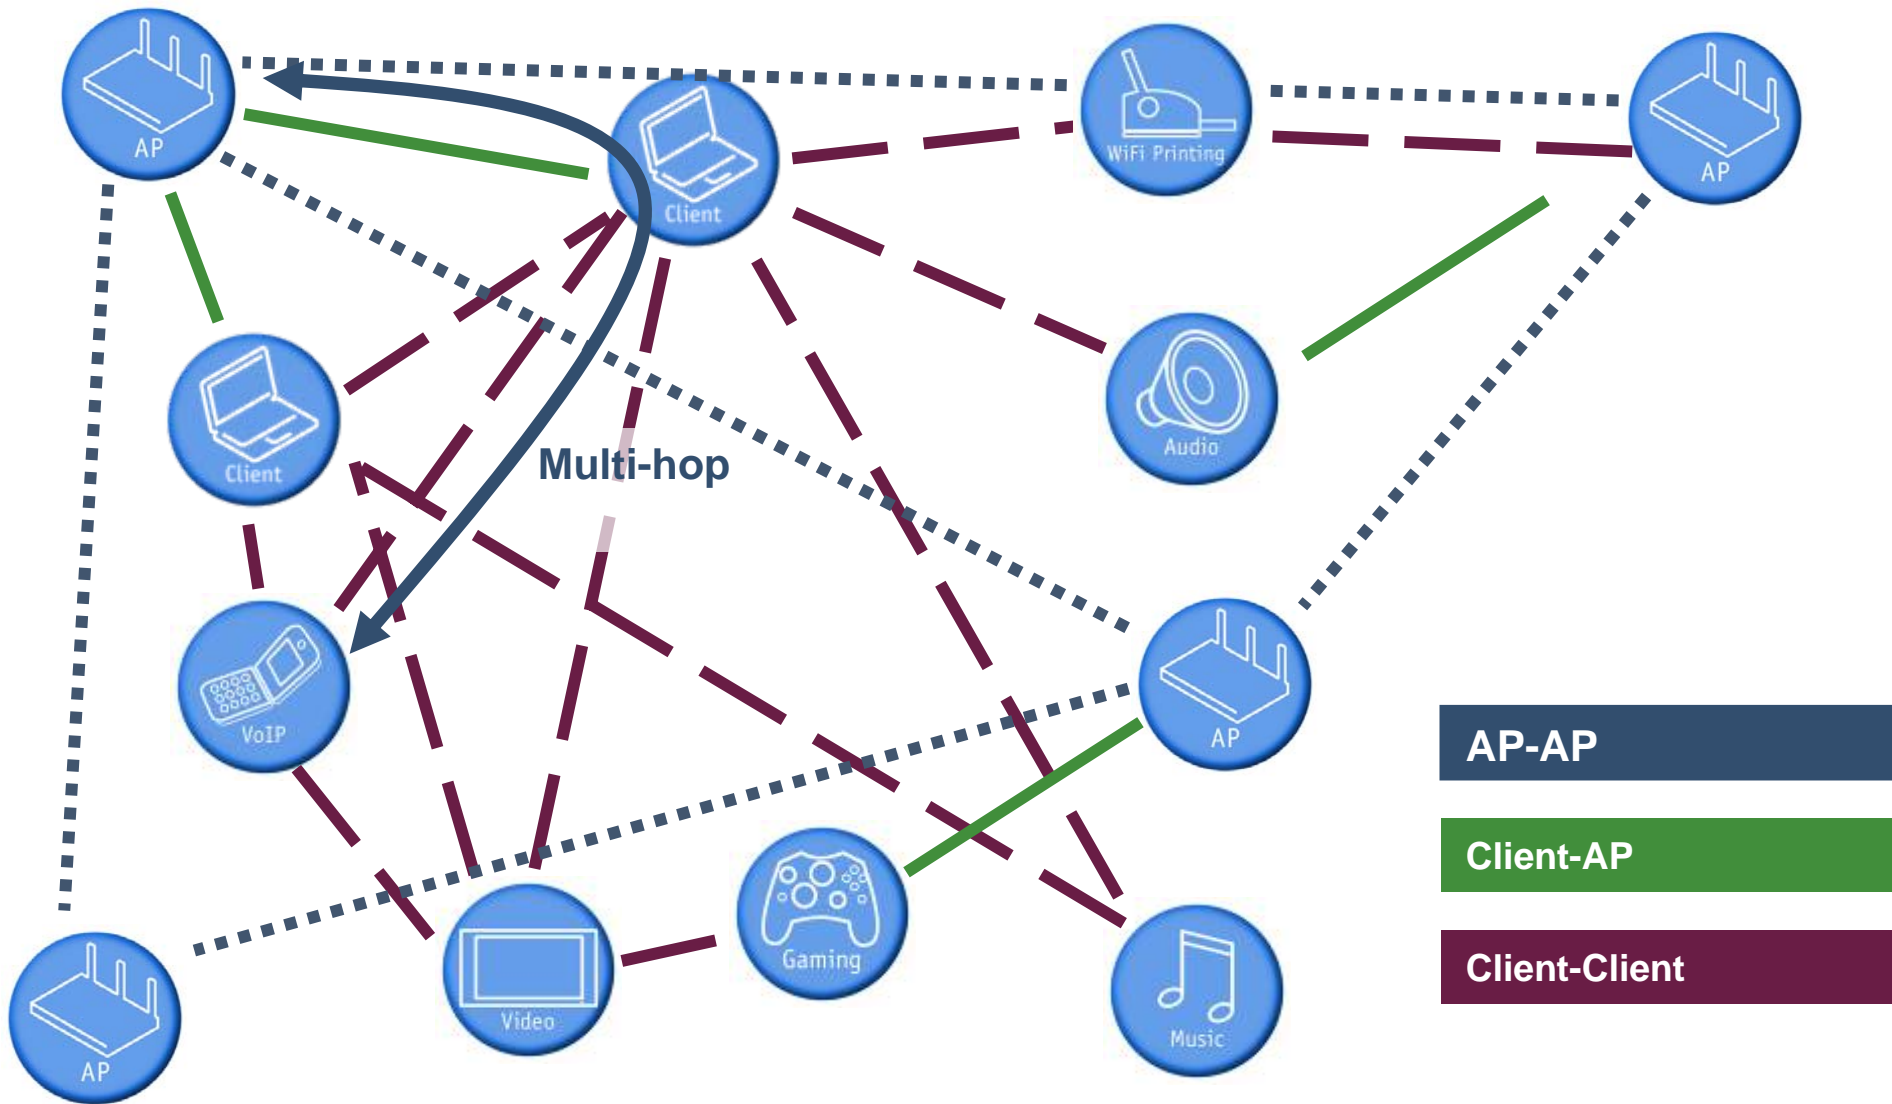 AP
Client
WiFi Printing
AP
Client
Audio
Multi-hop
VoIP
AP
AP-AP
Client-AP
Client-Client
Gaming
Video
Music
AP